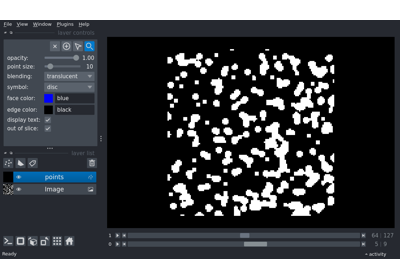 File View Window Plugins Help
layer controls
opacity: 1.00
point size: 10
blending: translucent
symbol: disc
face color: blue
edge color: black
display text:
out of slice:
layer list
points
Image
1 64 127
0 5 9
Ready
activity